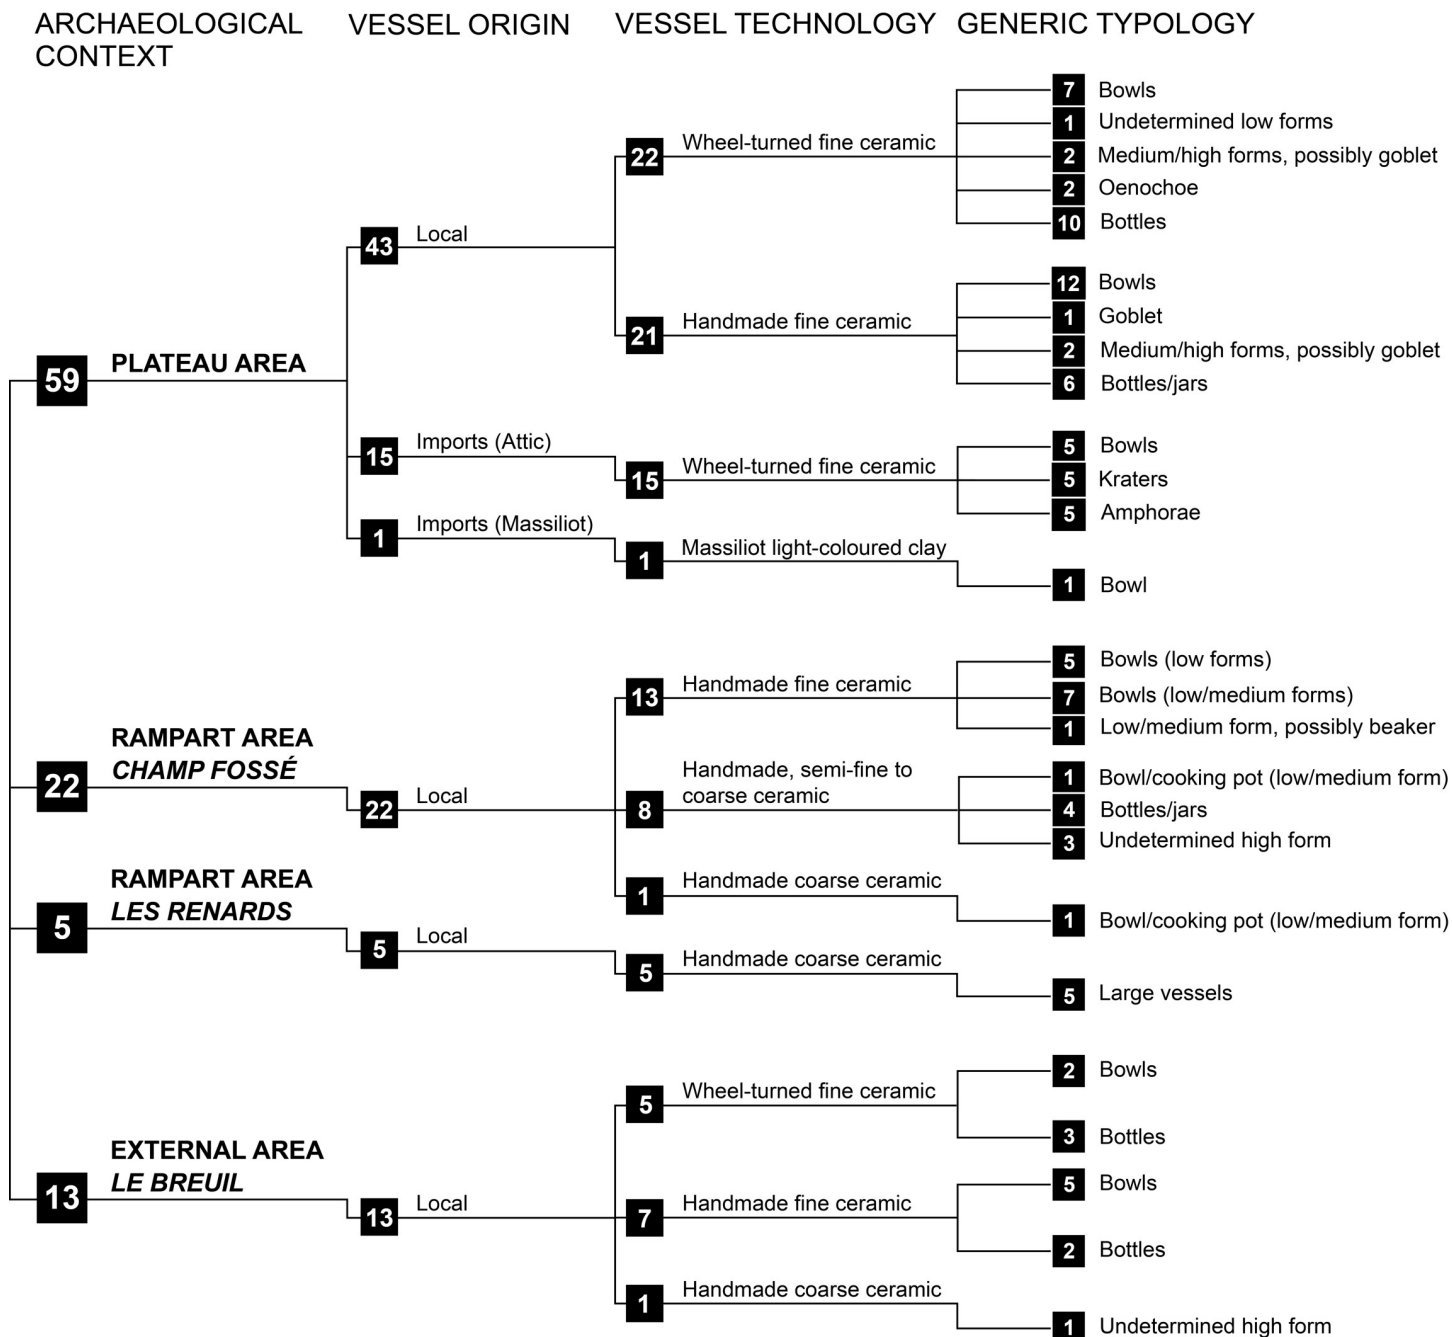 ARCHAEOLOGICAL
CONTEXT
VESSEL ORIGIN
VESSEL TECHNOLOGY
GENERIC TYPOLOGY
59
PLATEAU AREA
43
Local
22
Wheel-turned fine ceramic
7 Bowls
1 Undetermined low forms
2 Medium/high forms, possibly goblet
2 Oenochoe
10 Bottles
21
Handmade fine ceramic
12 Bowls
1 Goblet
2 Medium/high forms, possibly goblet
6 Bottles/jars
15
Imports (Attic)
15
Wheel-turned fine ceramic
5 Bowls
5 Kraters
5 Amphorae
1
Imports (Massiliot)
1
Massiliot light-coloured clay
1 Bowl
22
RAMPART AREA
CHAMP FOSSÉ
22
Local
13
Handmade fine ceramic
5 Bowls (low forms)
7 Bowls (low/medium forms)
1 Low/medium form, possibly beaker
8
Handmade, semi-fine to
coarse ceramic
1 Bowl/cooking pot (low/medium form)
4 Bottles/jars
3 Undetermined high form
1
Handmade coarse ceramic
1 Bowl/cooking pot (low/medium form)
5
RAMPART AREA
LES RENARDS
5
Local
5
Handmade coarse ceramic
5 Large vessels
13
EXTERNAL AREA
LE BREUIL
13
Local
5
Wheel-turned fine ceramic
2 Bowls
3 Bottles
7
Handmade fine ceramic
5 Bowls
2 Bottles
1
Handmade coarse ceramic
1 Undetermined high form